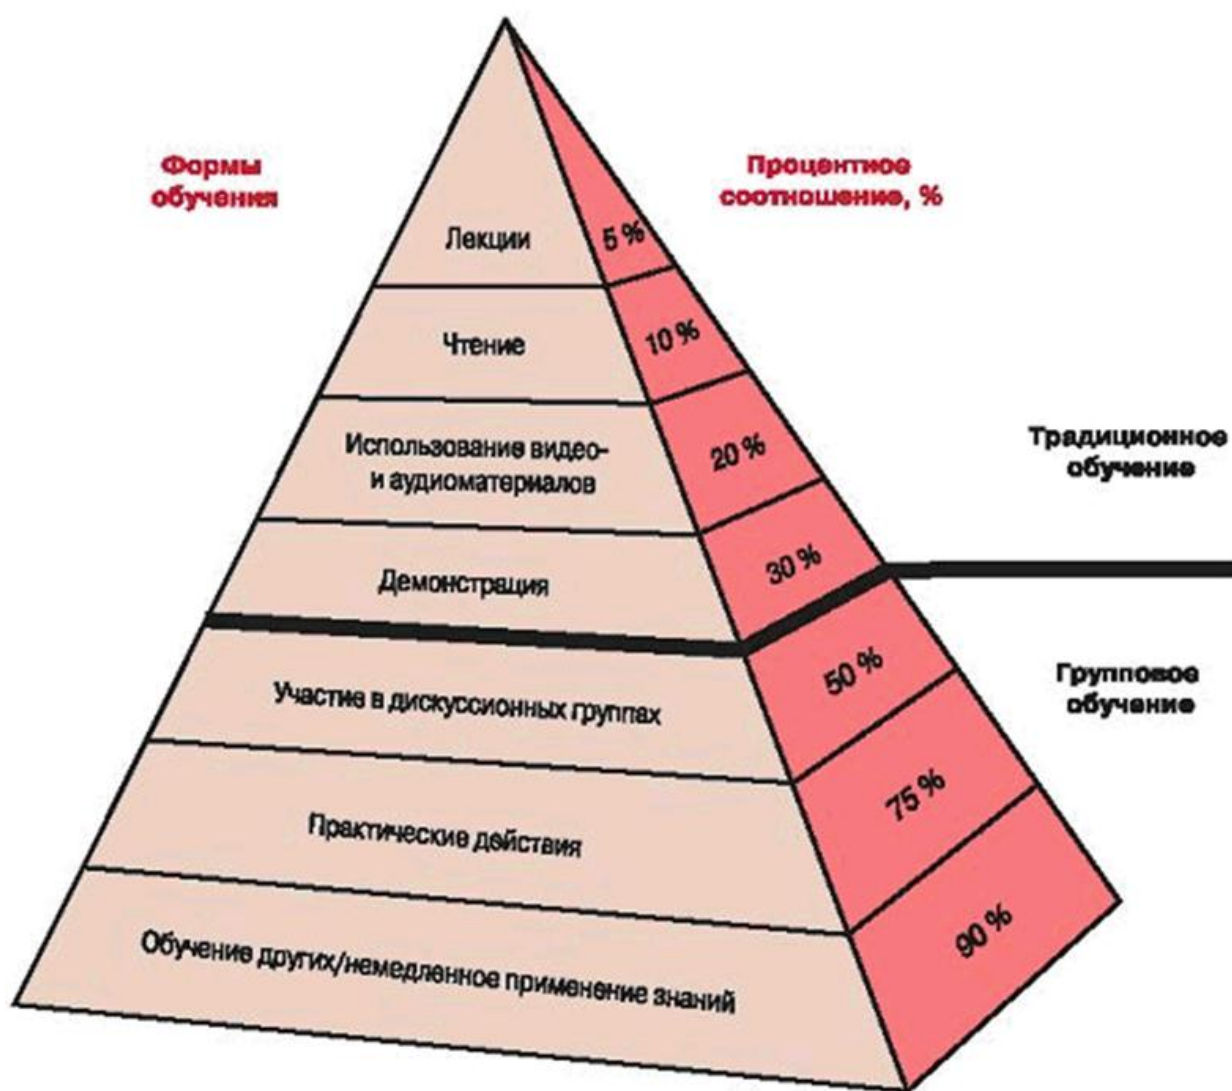 Формы
обучения
Процентное
соотношение, %
Лекции
5 %
Чтение
10 %
Использование видео-
и аудиоматериалов
20 %
Традиционное
обучение
Демонстрация
30 %
Участие в дискуссионных группах
50 %
Групповое
обучение
Практические действия
75 %
Обучение других/немедленное применение знаний
90 %